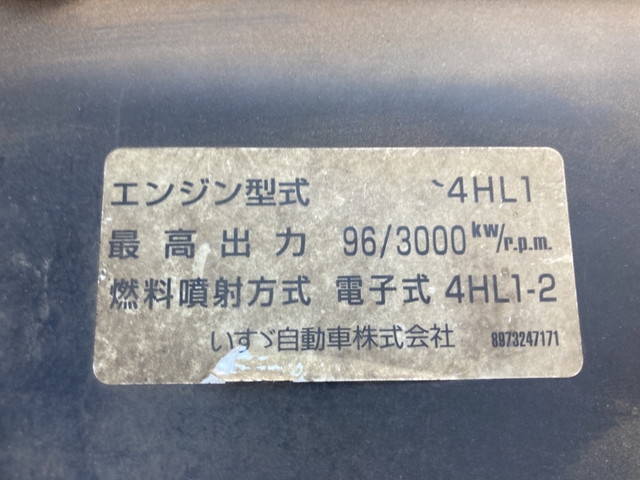 エンジン型式 4HL1
最高出力 96/3000 kW/r.p.m.
燃料噴射方式 電子式 4HL1-2
いすゞ自動車株式会社 8973247171